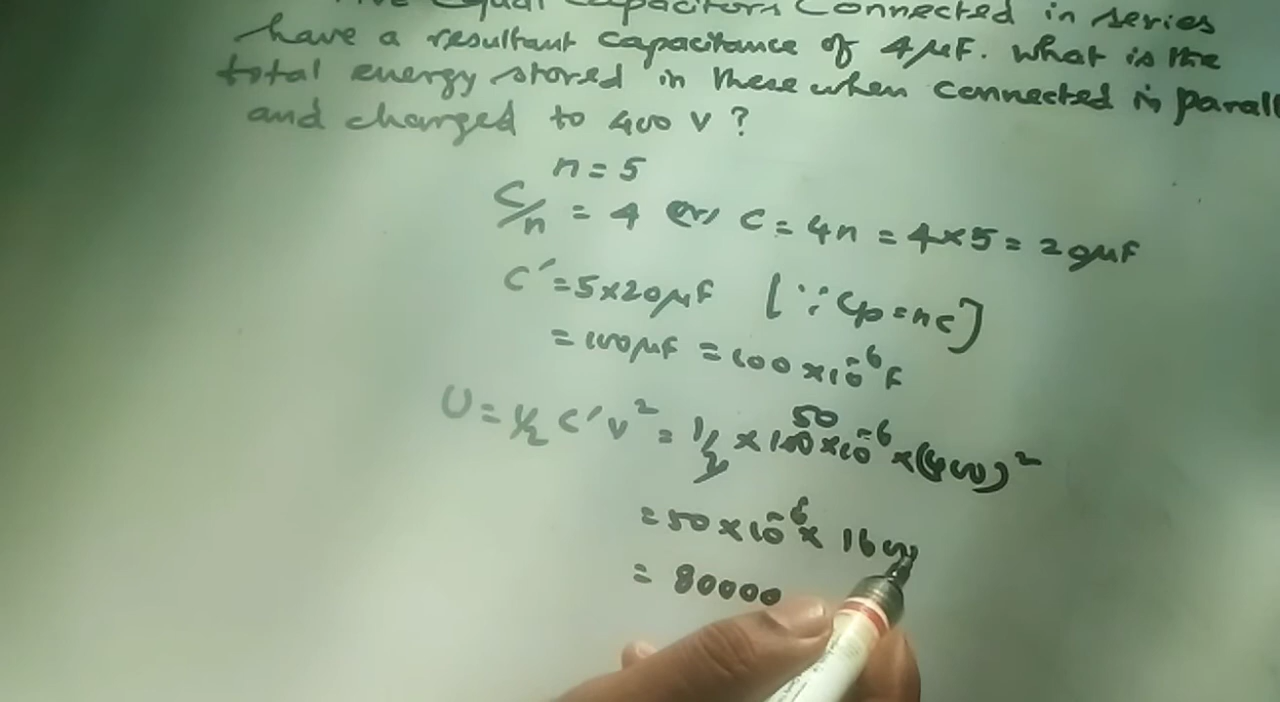 Equal Capacitors Connected in series
have a resultant capacitance of 4μF. What is the
total energy stored in these when connected in parall
and charged to 400 V?
n = 5
C/n = 4 or, C = 4n = 4×5 = 20μF
C′ = 5×20μF [∵ Cp = nc]
= 100μF = 100×10⁻⁶ F
U = ½ C′V² = ½ × 100×10⁻⁶ × (400)²
50
= 50×10⁻⁶ ×
= 80000